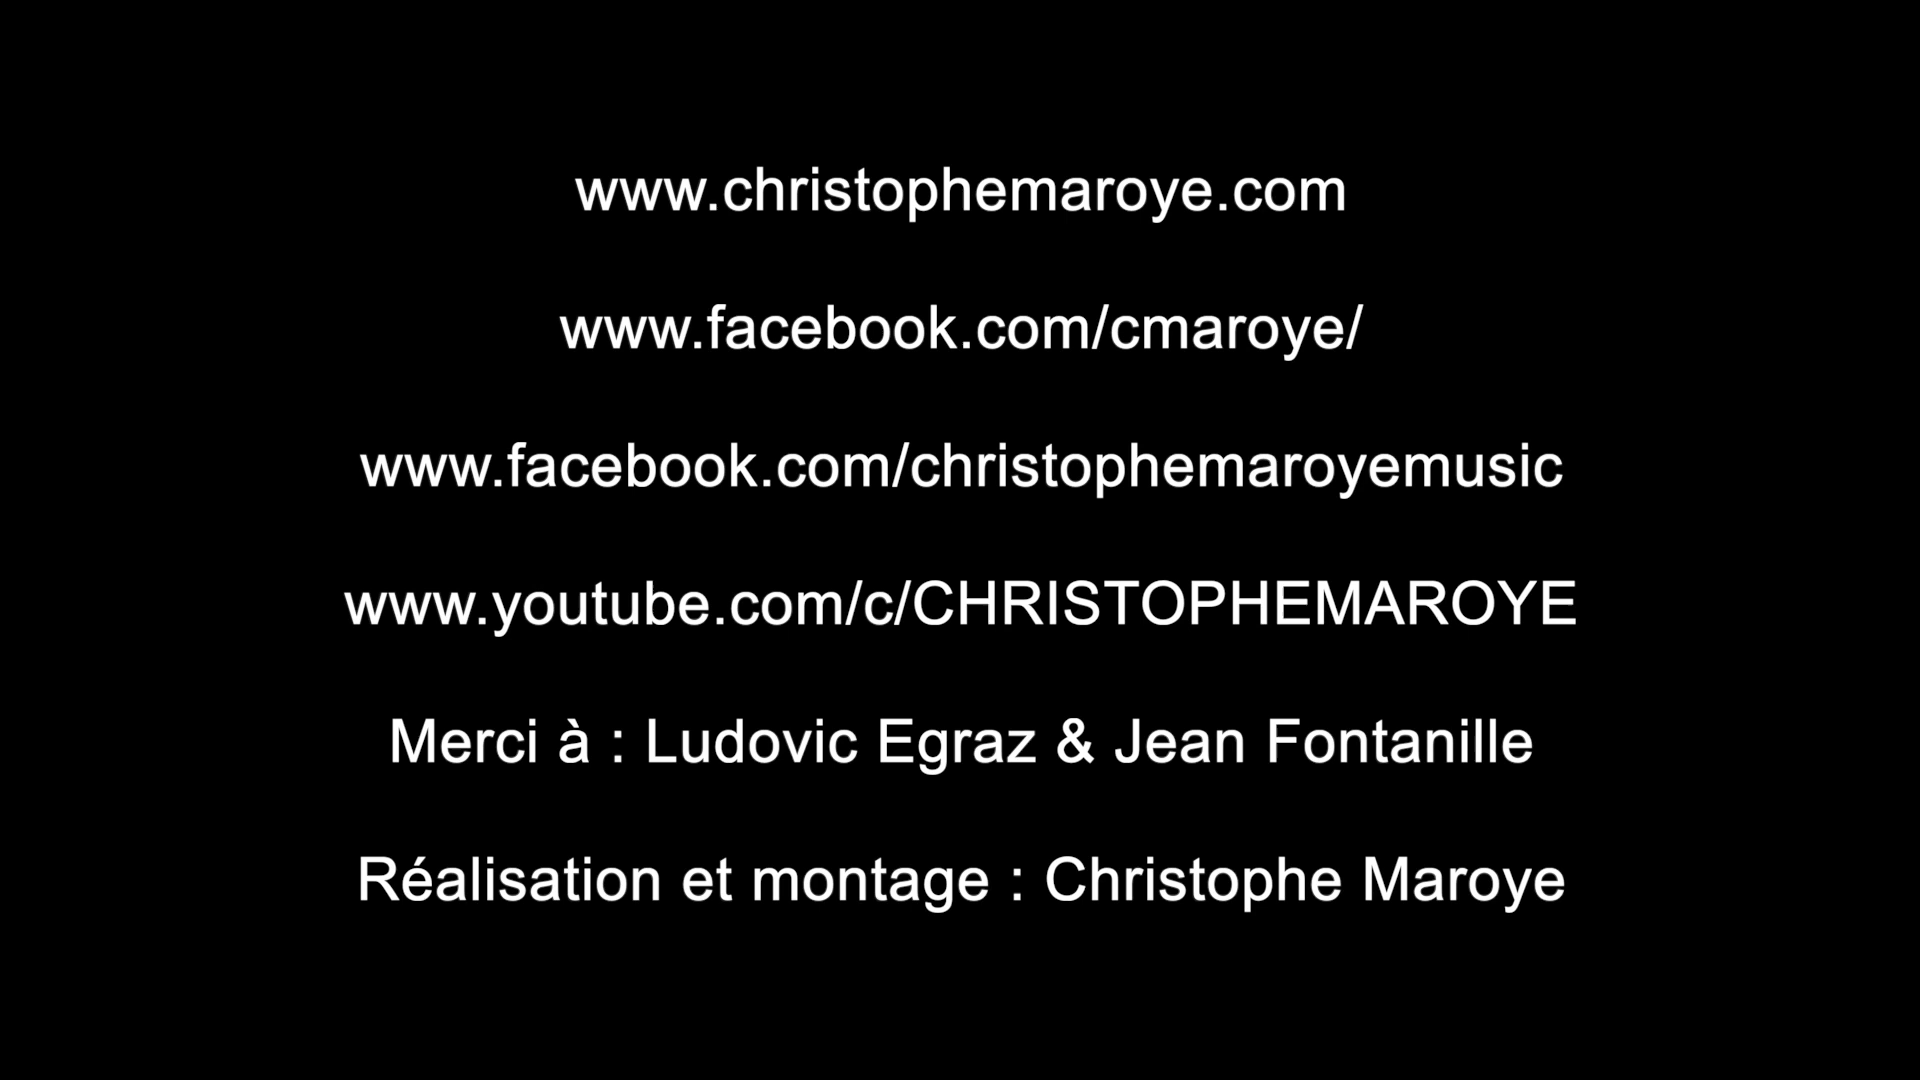 www.christophemaroye.com
www.facebook.com/cmaroye/
www.facebook.com/christophemaroyemusic
www.youtube.com/c/CHRISTOPHEMAROYE
Merci à : Ludovic Egraz & Jean Fontanille
Réalisation et montage : Christophe Maroye